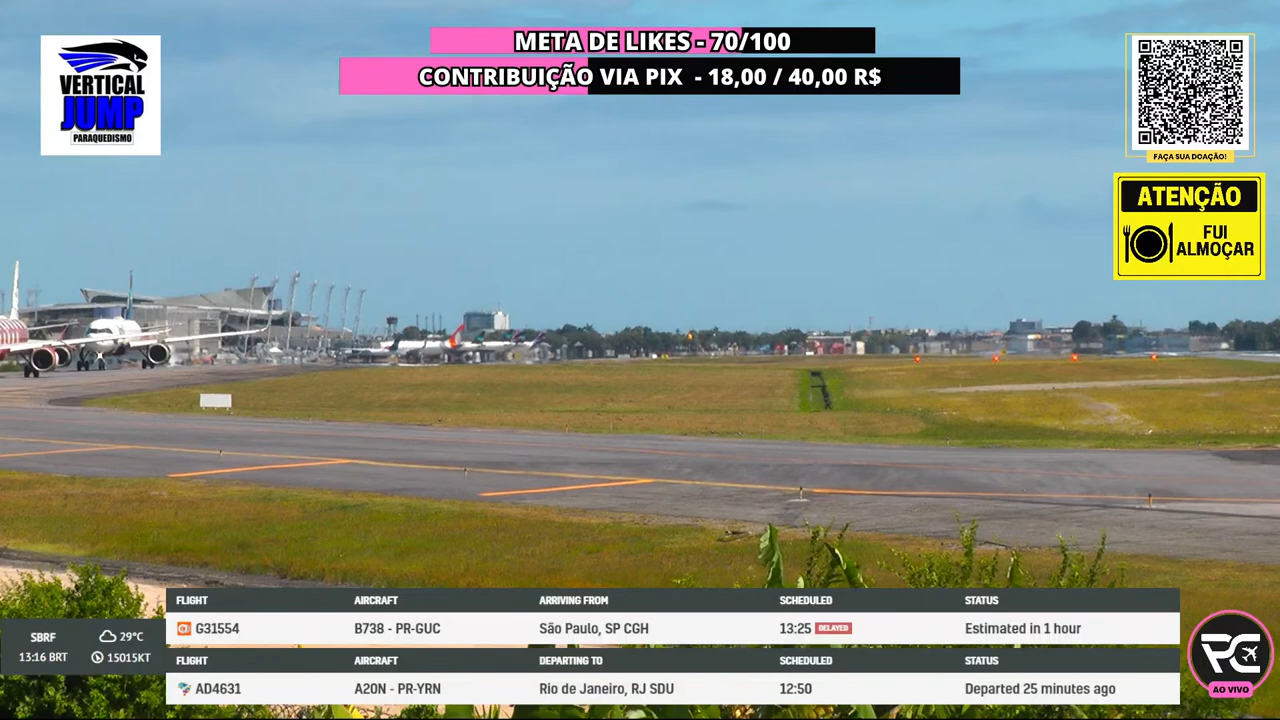 META DE LIKES - 70/100
CONTRIBUIÇÃO VIA PIX - 18,00 / 40,00 R$
VERTICAL
JUMP
PARAQUEDISMO
FAÇA SUA DOAÇÃO!
ATENÇÃO
FUI
ALMOÇAR
FLIGHT AIRCRAFT ARRIVING FROM SCHEDULED STATUS
G31554 B738 - PR-GUC São Paulo, SP CGH 13:25 DELAYED Estimated in 1 hour
SBRF 29°C
13:16 BRT 15015KT
FLIGHT AIRCRAFT DEPARTING TO SCHEDULED STATUS
AD4631 A20N - PR-YRN Rio de Janeiro, RJ SDU 12:50 Departed 25 minutes ago
RC
AO VIVO